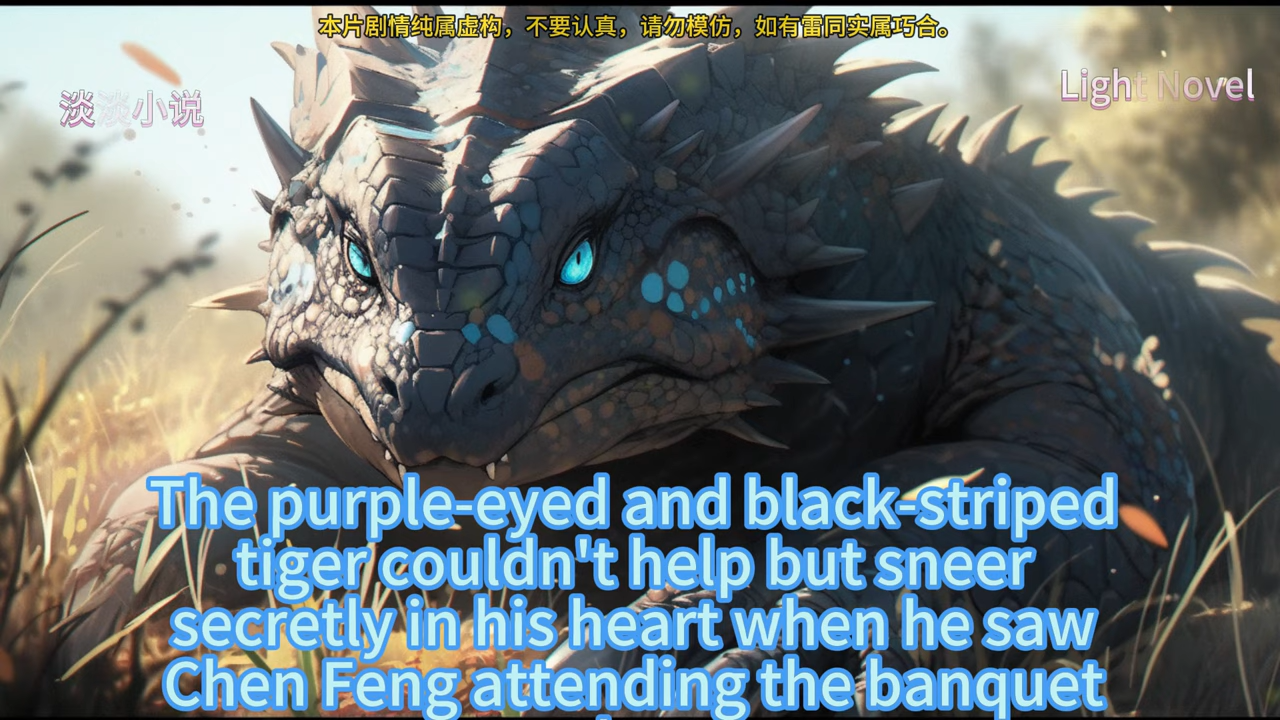 本片剧情纯属虚构，不要认真，请勿模仿，如有雷同实属巧合。
淡淡小说
Light Novel
The purple-eyed and black-striped
tiger couldn't help but sneer
secretly in his heart when he saw
Chen Feng attending the banquet